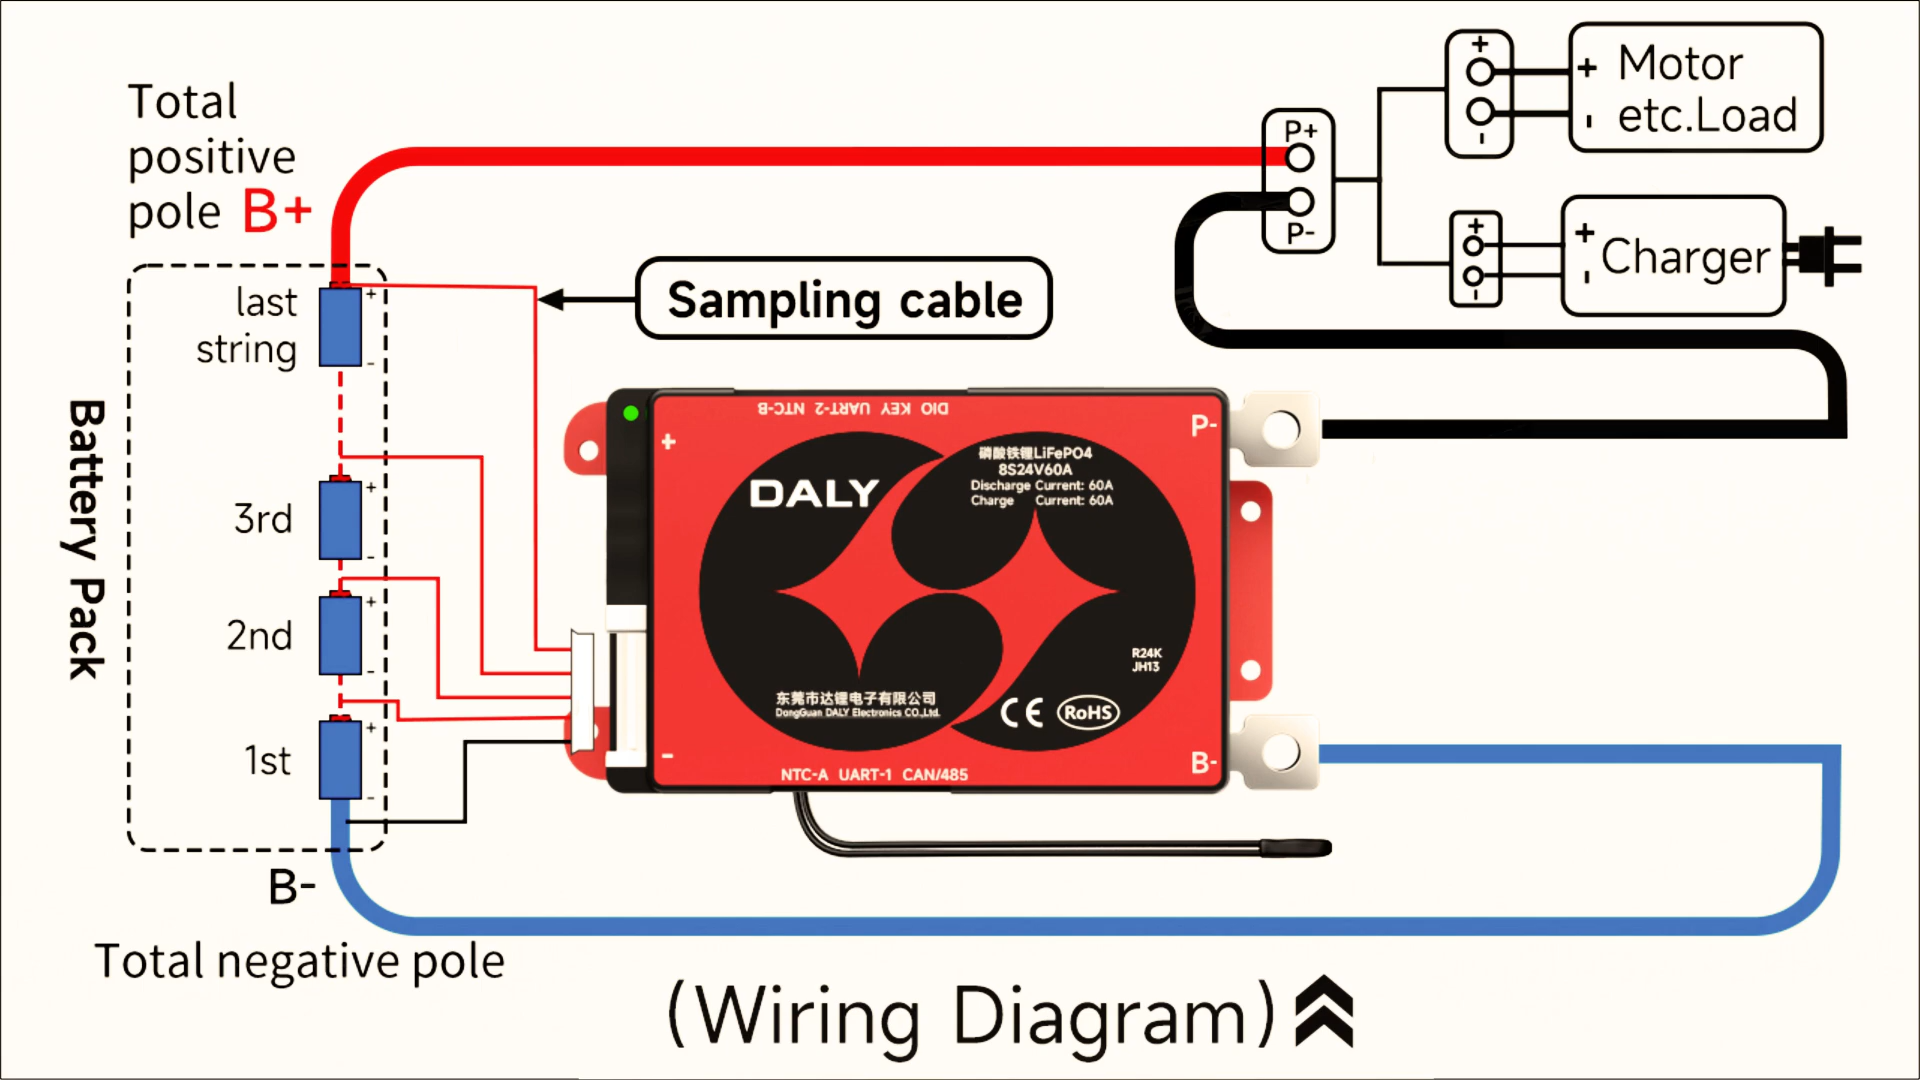 Total
positive
pole B+
P+
P-
+
-
+ Motor
- etc.Load
+
-
+
-
Charger
last
string
+
-
Sampling cable
Battery Pack
3rd
+
-
2nd
+
-
1st
+
-
NTC-B UART-2 KEY DIO
+
P-
DALY
磷酸铁锂LiFePO4
8S24V60A
Discharge Current: 60A
Charge Current: 60A
R24K
JH13
东莞市达锂电子有限公司
DongGuan DALY Electronics CO.,Ltd.
CE RoHS
-
B-
NTC-A UART-1 CAN/485
B-
Total negative pole
(Wiring Diagram)